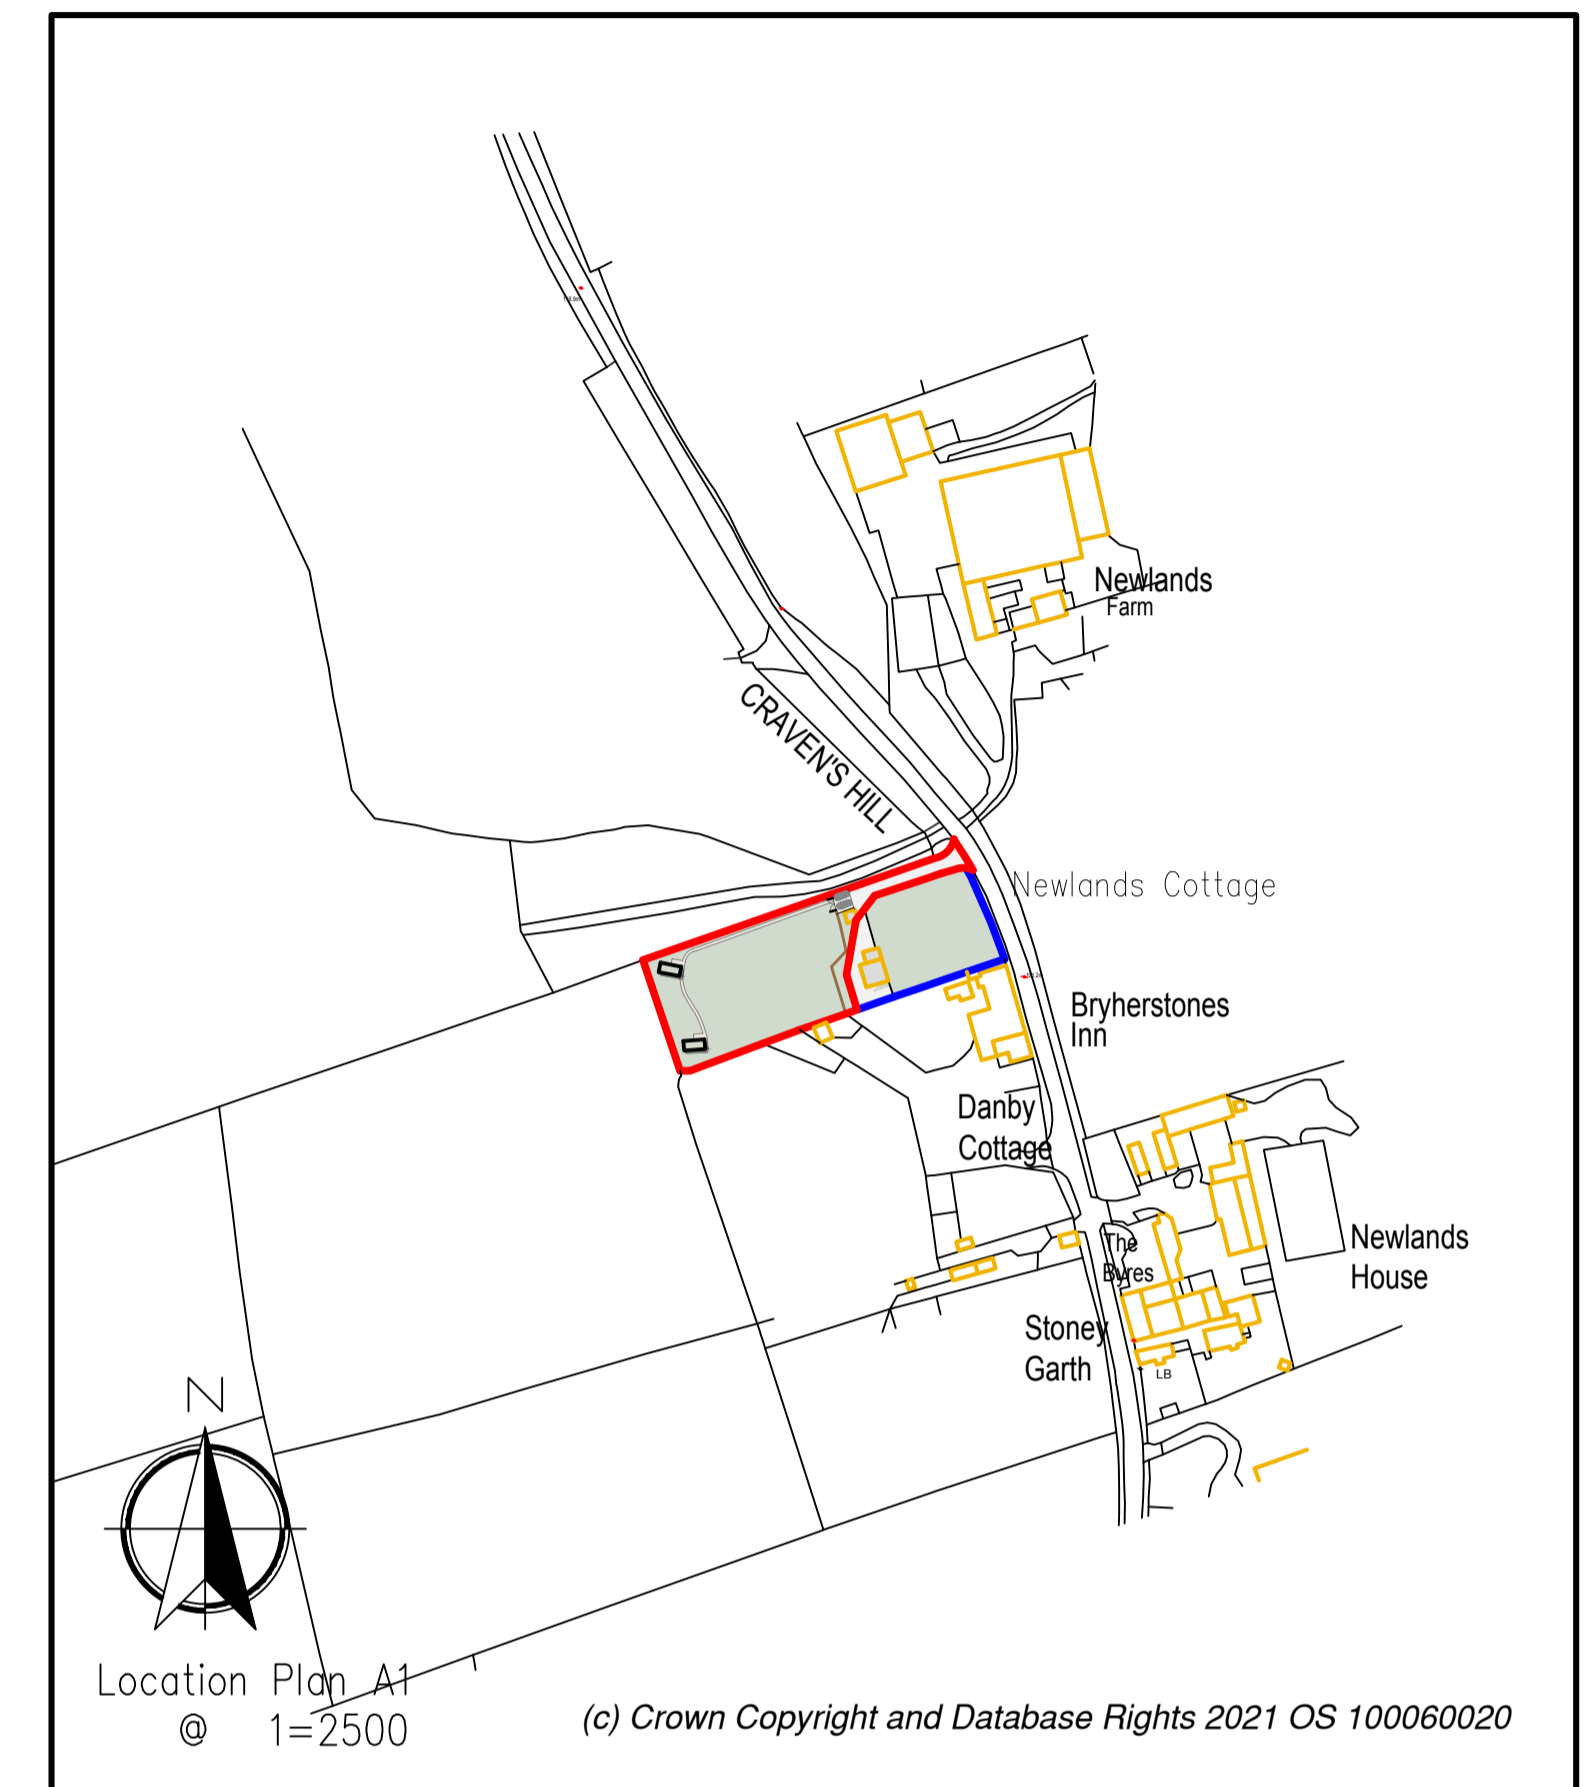 Newlands
Farm
CRAVEN'S HILL
Newlands Cottage
Bryherstones
Inn
Danby
Cottage
The
Byres
Newlands
House
Stoney
Garth
LB
N
Location Plan A1
@ 1=2500
(c) Crown Copyright and Database Rights 2021 OS 100060020